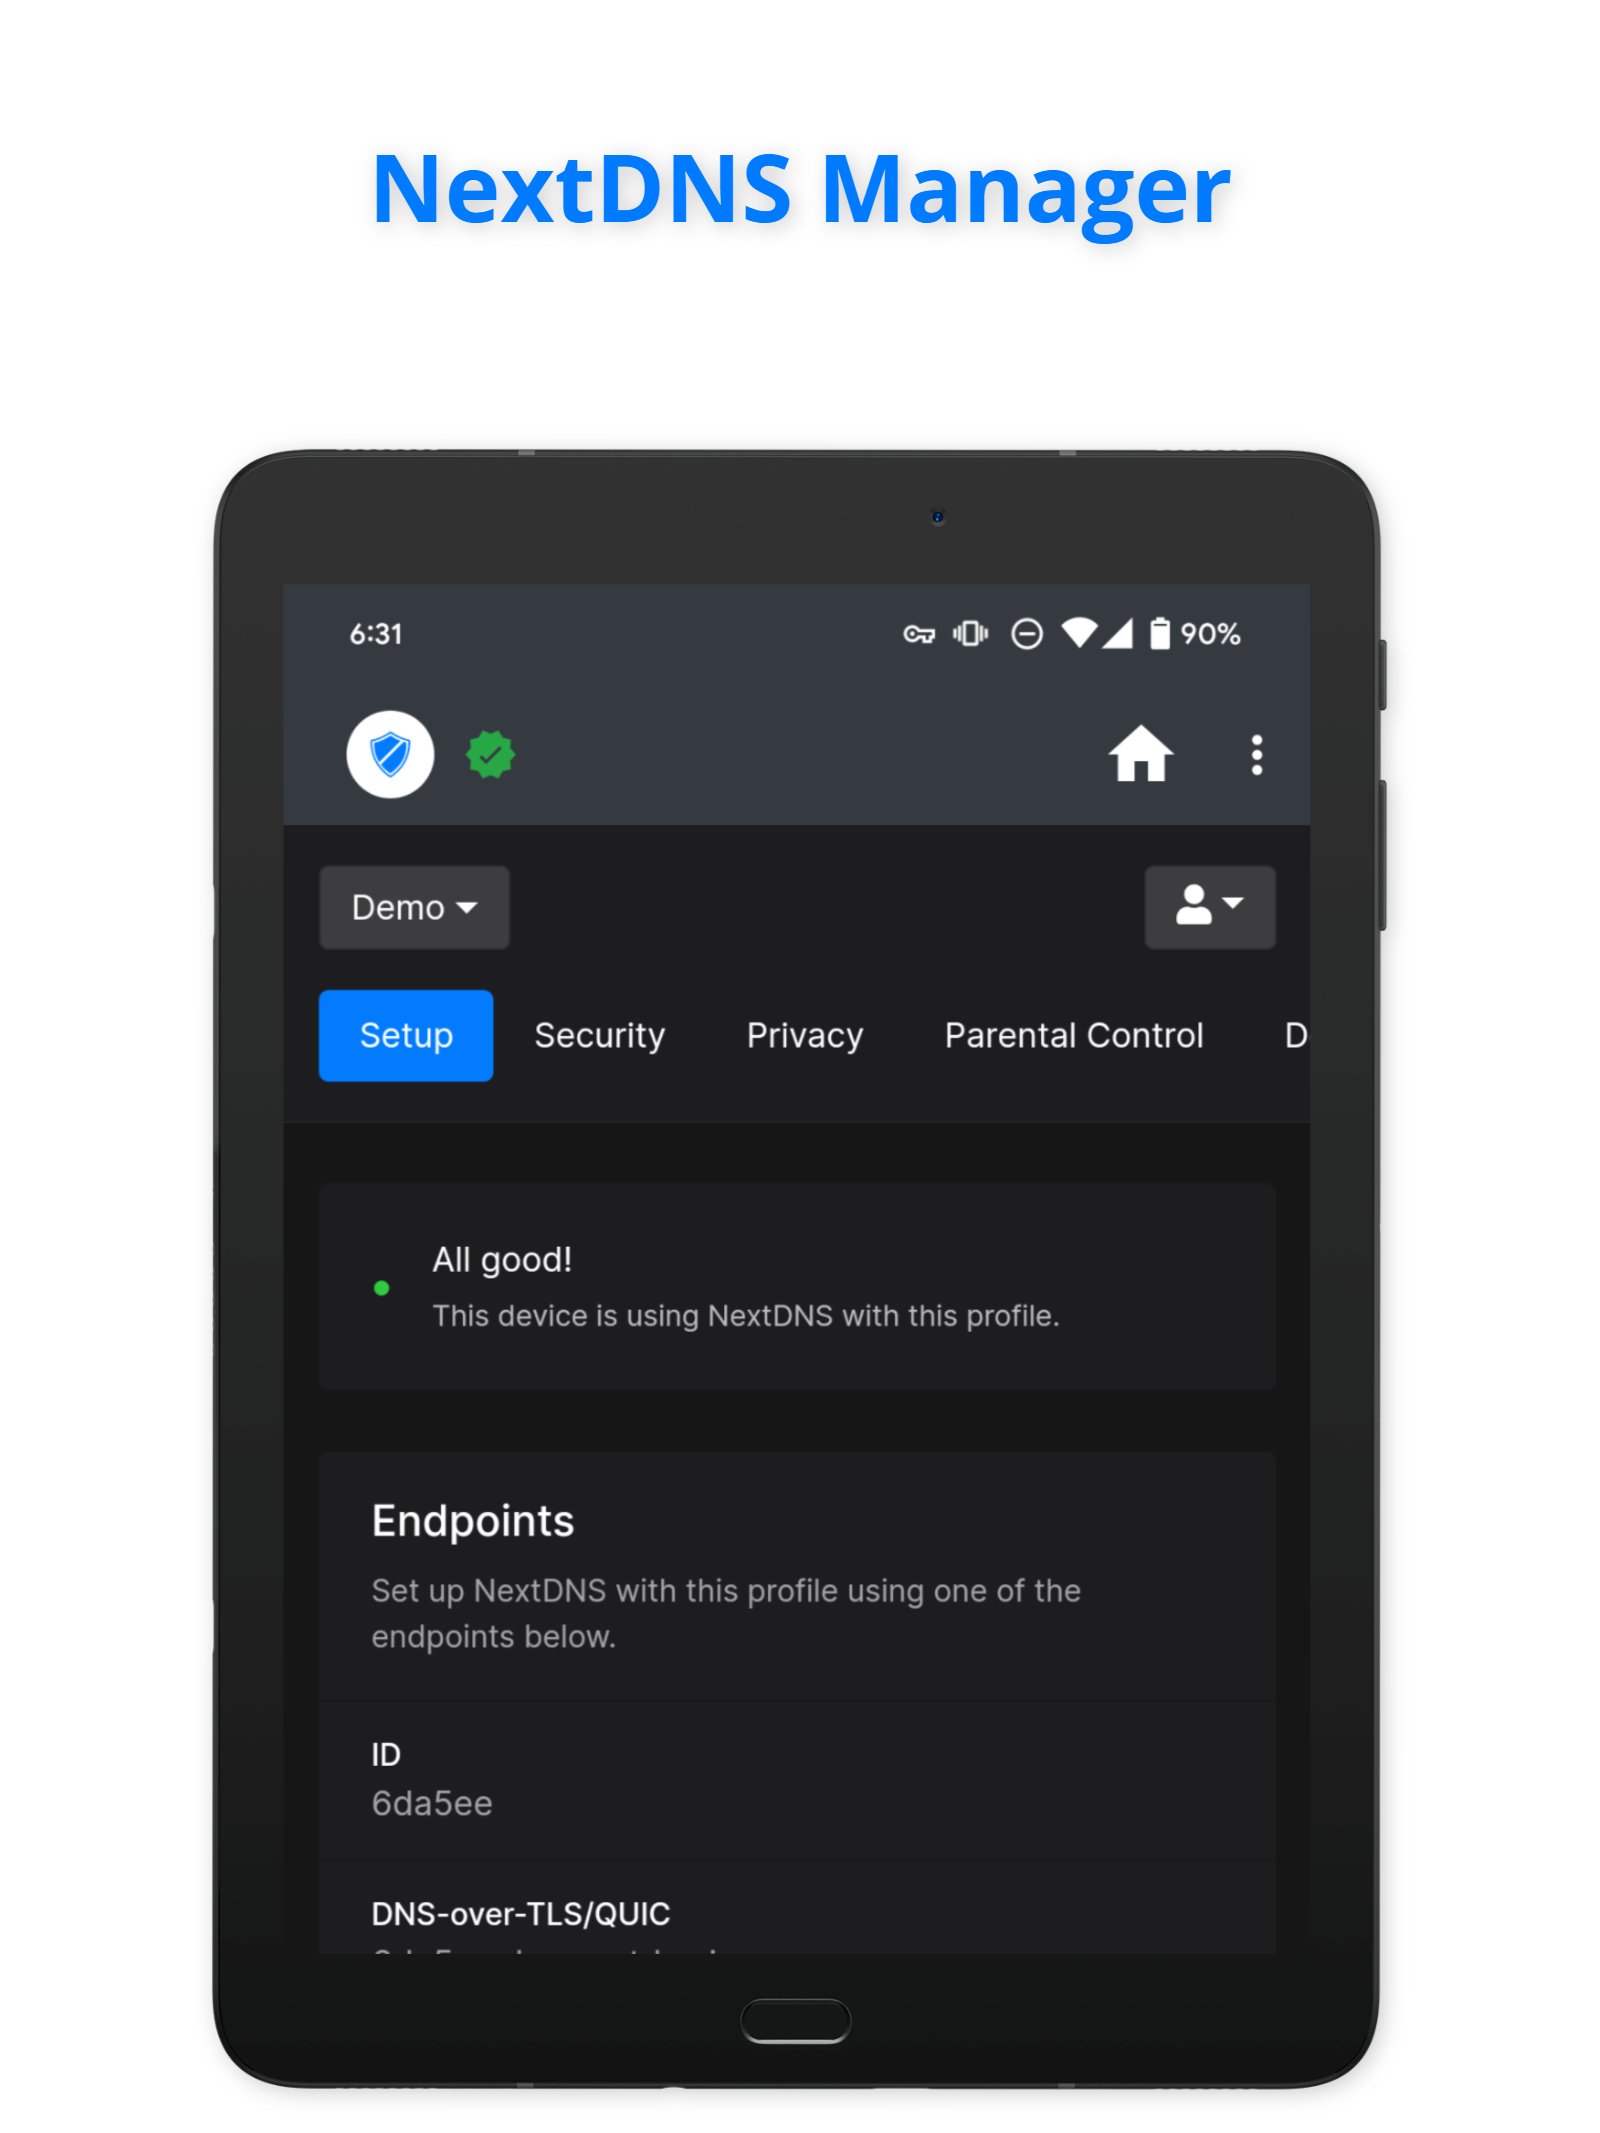 NextDNS Manager
6:31
90%
Demo
Setup Security Privacy Parental Control D
All good!
This device is using NextDNS with this profile.
Endpoints
Set up NextDNS with this profile using one of the
endpoints below.
ID
6da5ee
DNS-over-TLS/QUIC